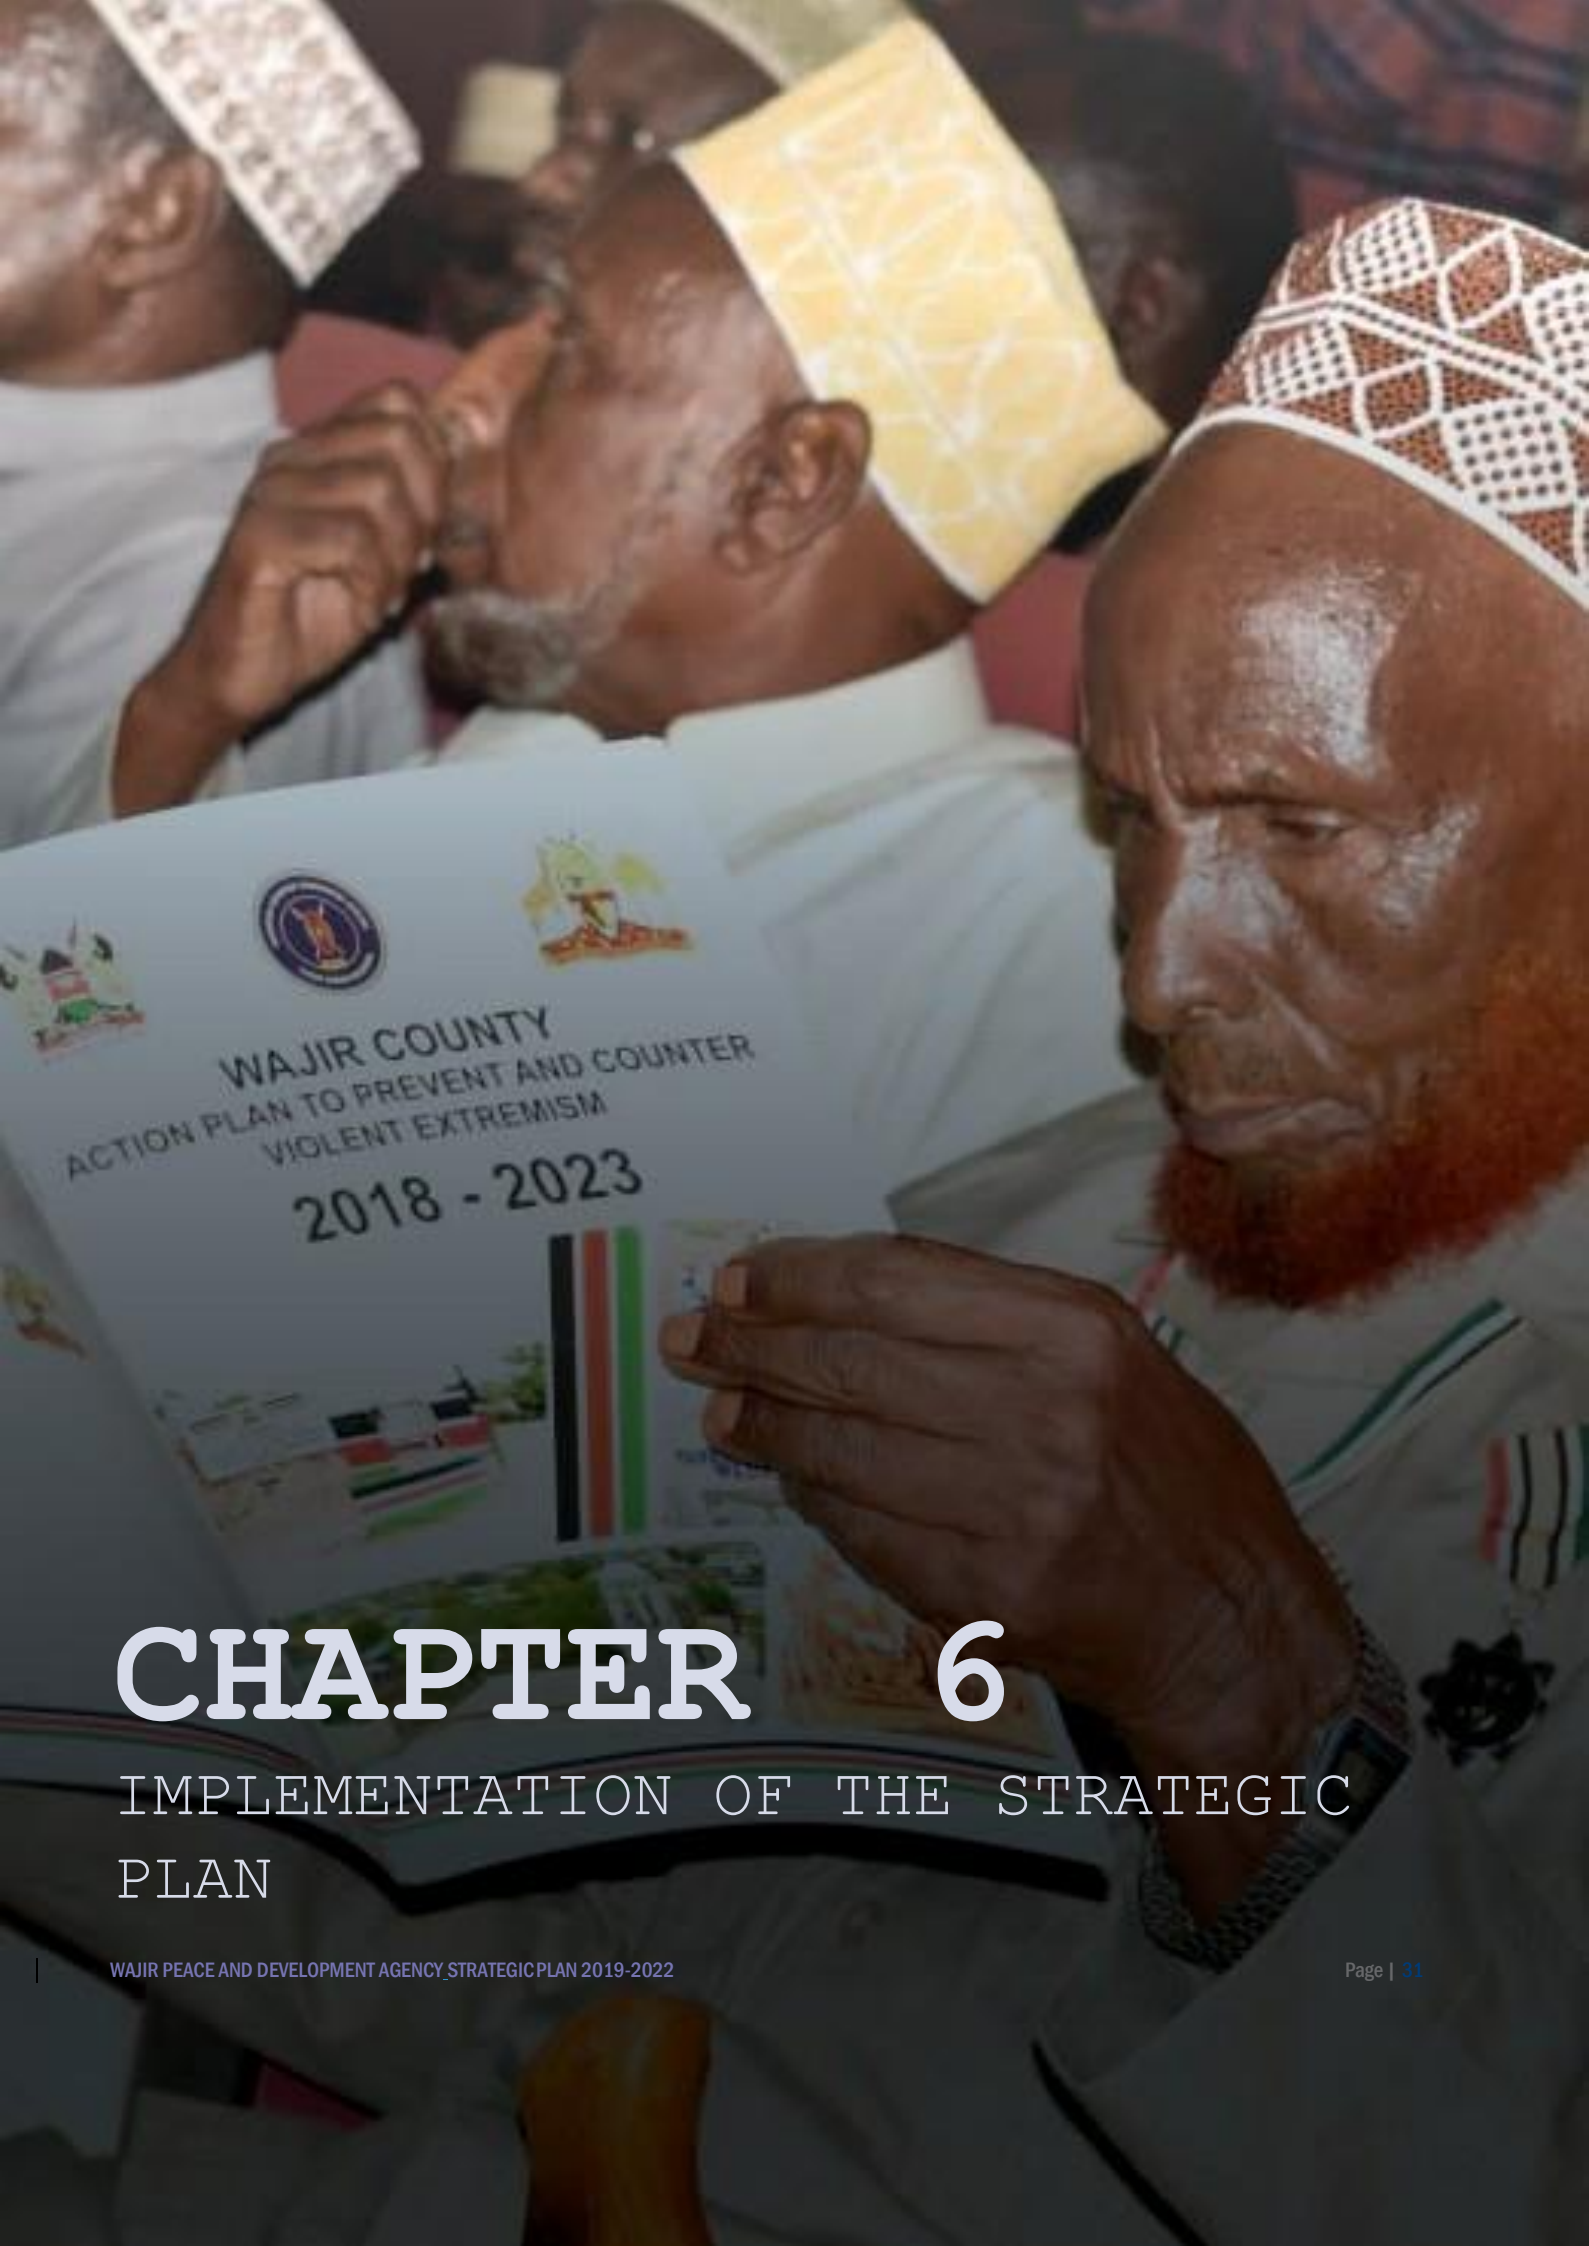 WAJIR COUNTY
ACTION PLAN TO PREVENT AND COUNTER
VIOLENT EXTREMISM
2018 - 2023
CHAPTER 6
IMPLEMENTATION OF THE STRATEGIC
PLAN
WAJIR PEACE AND DEVELOPMENT AGENCY STRATEGIC PLAN 2019-2022
Page | 31